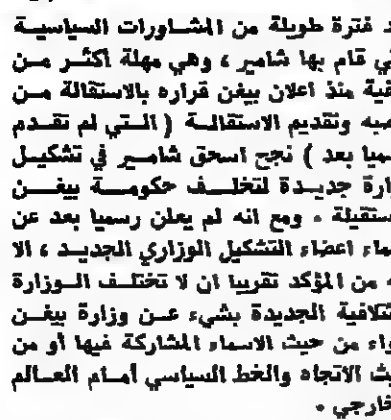 د فترة طويلة من المشاورات السياسية
ي قام بها شامير ، وهي مهلة اكثر من
قية منذ اعلان بيغن قراره بالاستقالة من
صبه وتقديم الاستقالة ( التي لم تقدم
سميا بعد ) نجح اسحق شامير في تشكيل
ارة جديدة لتخلف حكومة بيغن
ستقيلة . ومع انه لم يعلن رسميا بعد عن
ماء اعضاء التشكيل الوزاري الجديد ، الا
ه من المؤكد تقريبا ان لا تختلف الوزارة
ئتلافية الجديدة بشيء عن وزارة بيغن
واء من حيث الاسماء المشاركة فيها أو من
يث الاتجاه والخط السياسي أمام العالم
خارجي .